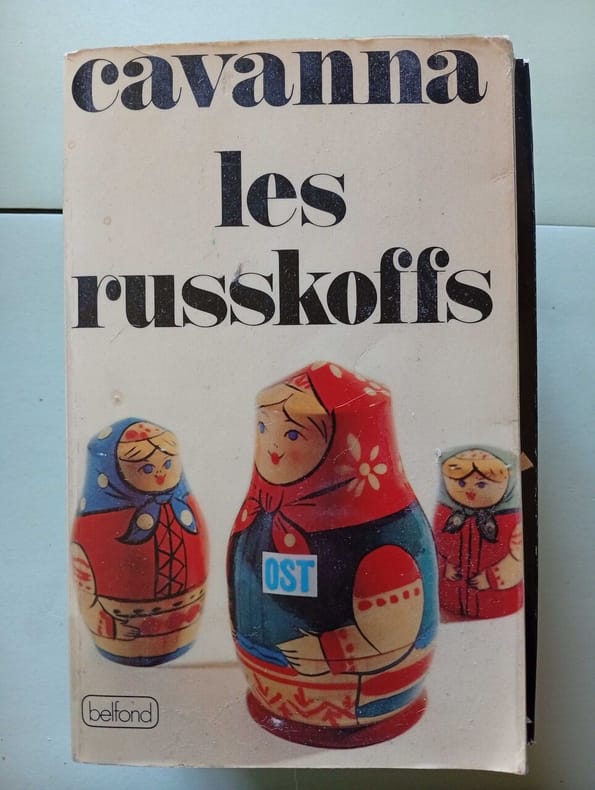 cavanna
les
russkoffs
OST
belfond